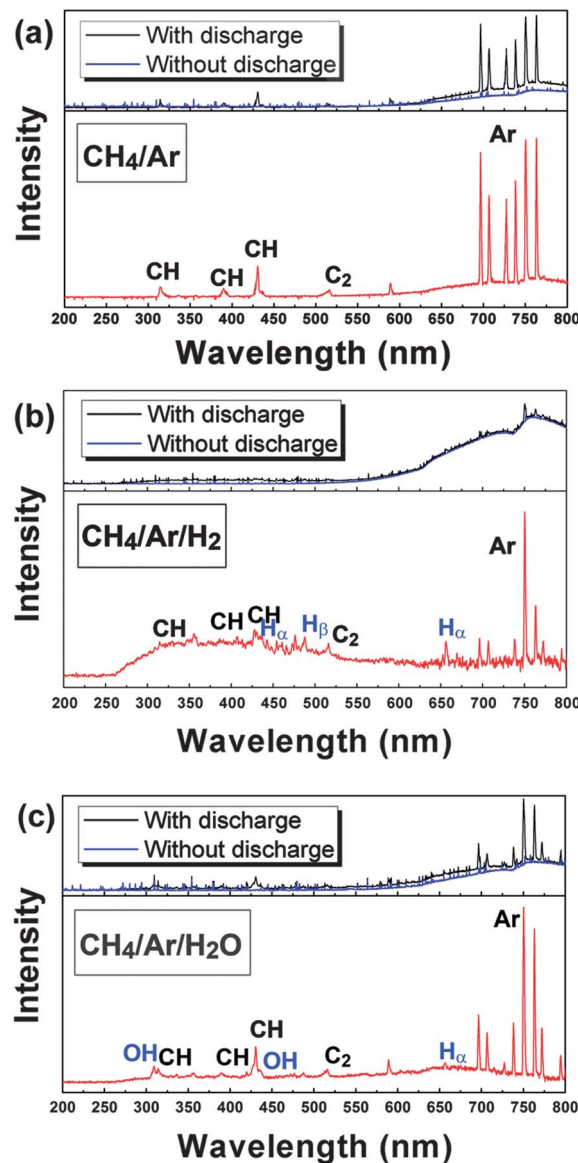 (a)
With discharge
Without discharge
CH₄/Ar
Ar
CH
CH
CH
C₂
Intensity
200 250 300 350 400 450 500 550 600 650 700 750 800
Wavelength (nm)
(b)
With discharge
Without discharge
CH₄/Ar/H₂
Ar
CH
CH
CH
Hα
Hβ
C₂
Hα
Intensity
200 250 300 350 400 450 500 550 600 650 700 750 800
Wavelength (nm)
(c)
With discharge
Without discharge
CH₄/Ar/H₂O
Ar
OH
CH
CH
CH
OH
C₂
Hα
Intensity
200 250 300 350 400 450 500 550 600 650 700 750 800
Wavelength (nm)